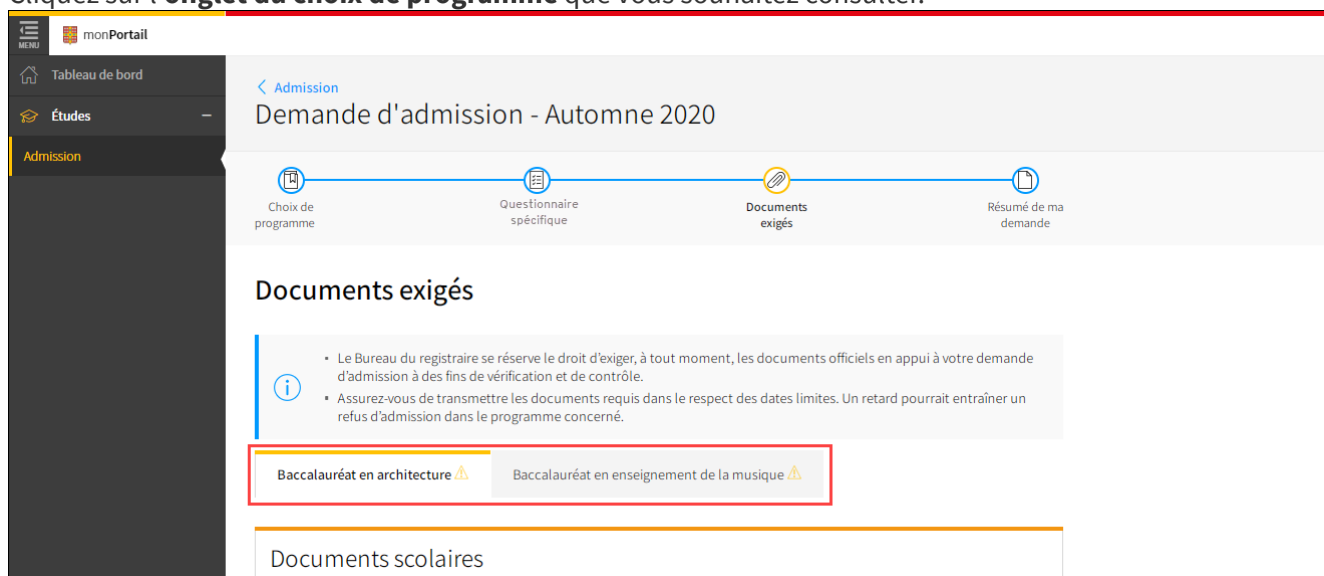 Cliquez sur l'onglet du choix de programme que vous souhaitez consulter.
MENU
monPortail
Tableau de bord
Études
Admission
Admission
Demande d'admission - Automne 2020
Choix de
programme
Questionnaire
spécifique
Documents
exigés
Résumé de ma
demande
Documents exigés
Le Bureau du registraire se réserve le droit d'exiger, à tout moment, les documents officiels en appui à votre demande
d'admission à des fins de vérification et de contrôle.
Assurez-vous de transmettre les documents requis dans le respect des dates limites. Un retard pourrait entraîner un
refus d'admission dans le programme concerné.
Baccalauréat en architecture
Baccalauréat en enseignement de la musique
Documents scolaires